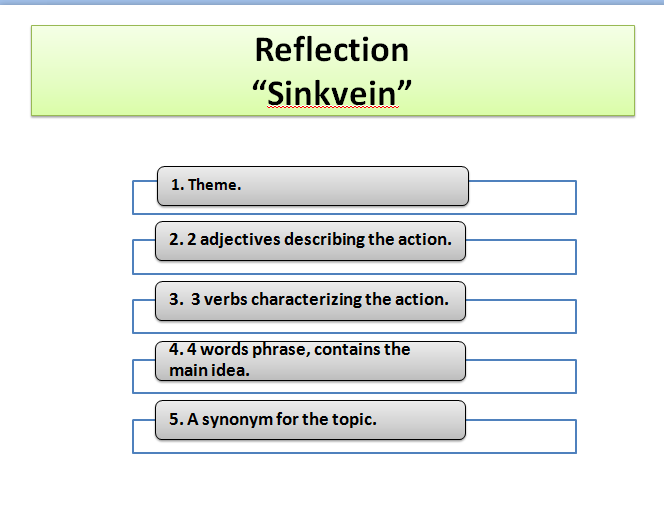 Reflection
“Sinkvein”
1. Theme.
2. 2 adjectives describing the action.
3. 3 verbs characterizing the action.
4. 4 words phrase, contains the
main idea.
5. A synonym for the topic.